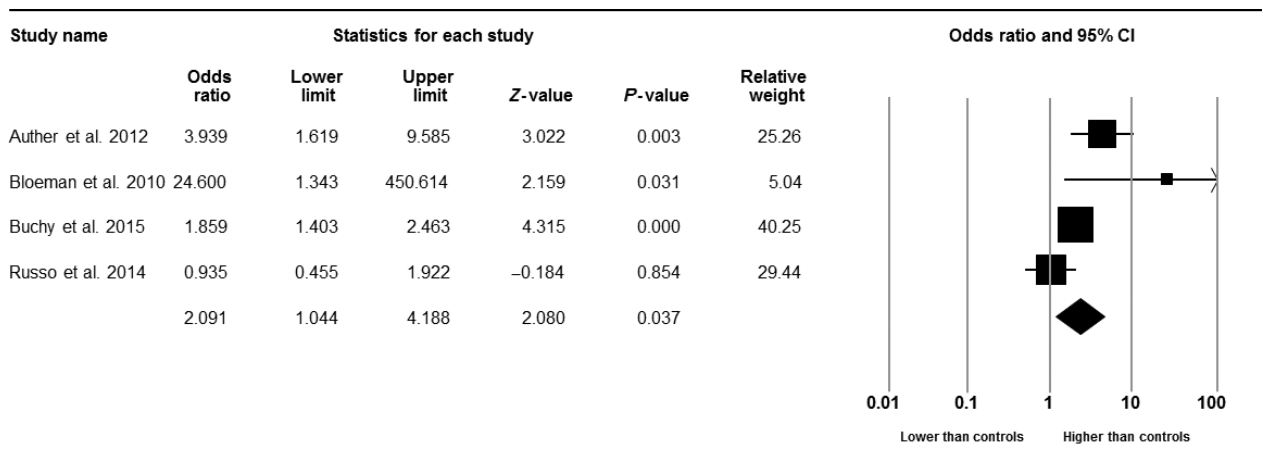 Study name Statistics for each study Odds ratio and 95% CI
Odds ratio Lower limit Upper limit Z-value P-value Relative weight
Auther et al. 2012 3.939 1.619 9.585 3.022 0.003 25.26
Bloeman et al. 2010 24.600 1.343 450.614 2.159 0.031 5.04
Buchy et al. 2015 1.859 1.403 2.463 4.315 0.000 40.25
Russo et al. 2014 0.935 0.455 1.922 –0.184 0.854 29.44
2.091 1.044 4.188 2.080 0.037
0.01 0.1 1 10 100
Lower than controls Higher than controls